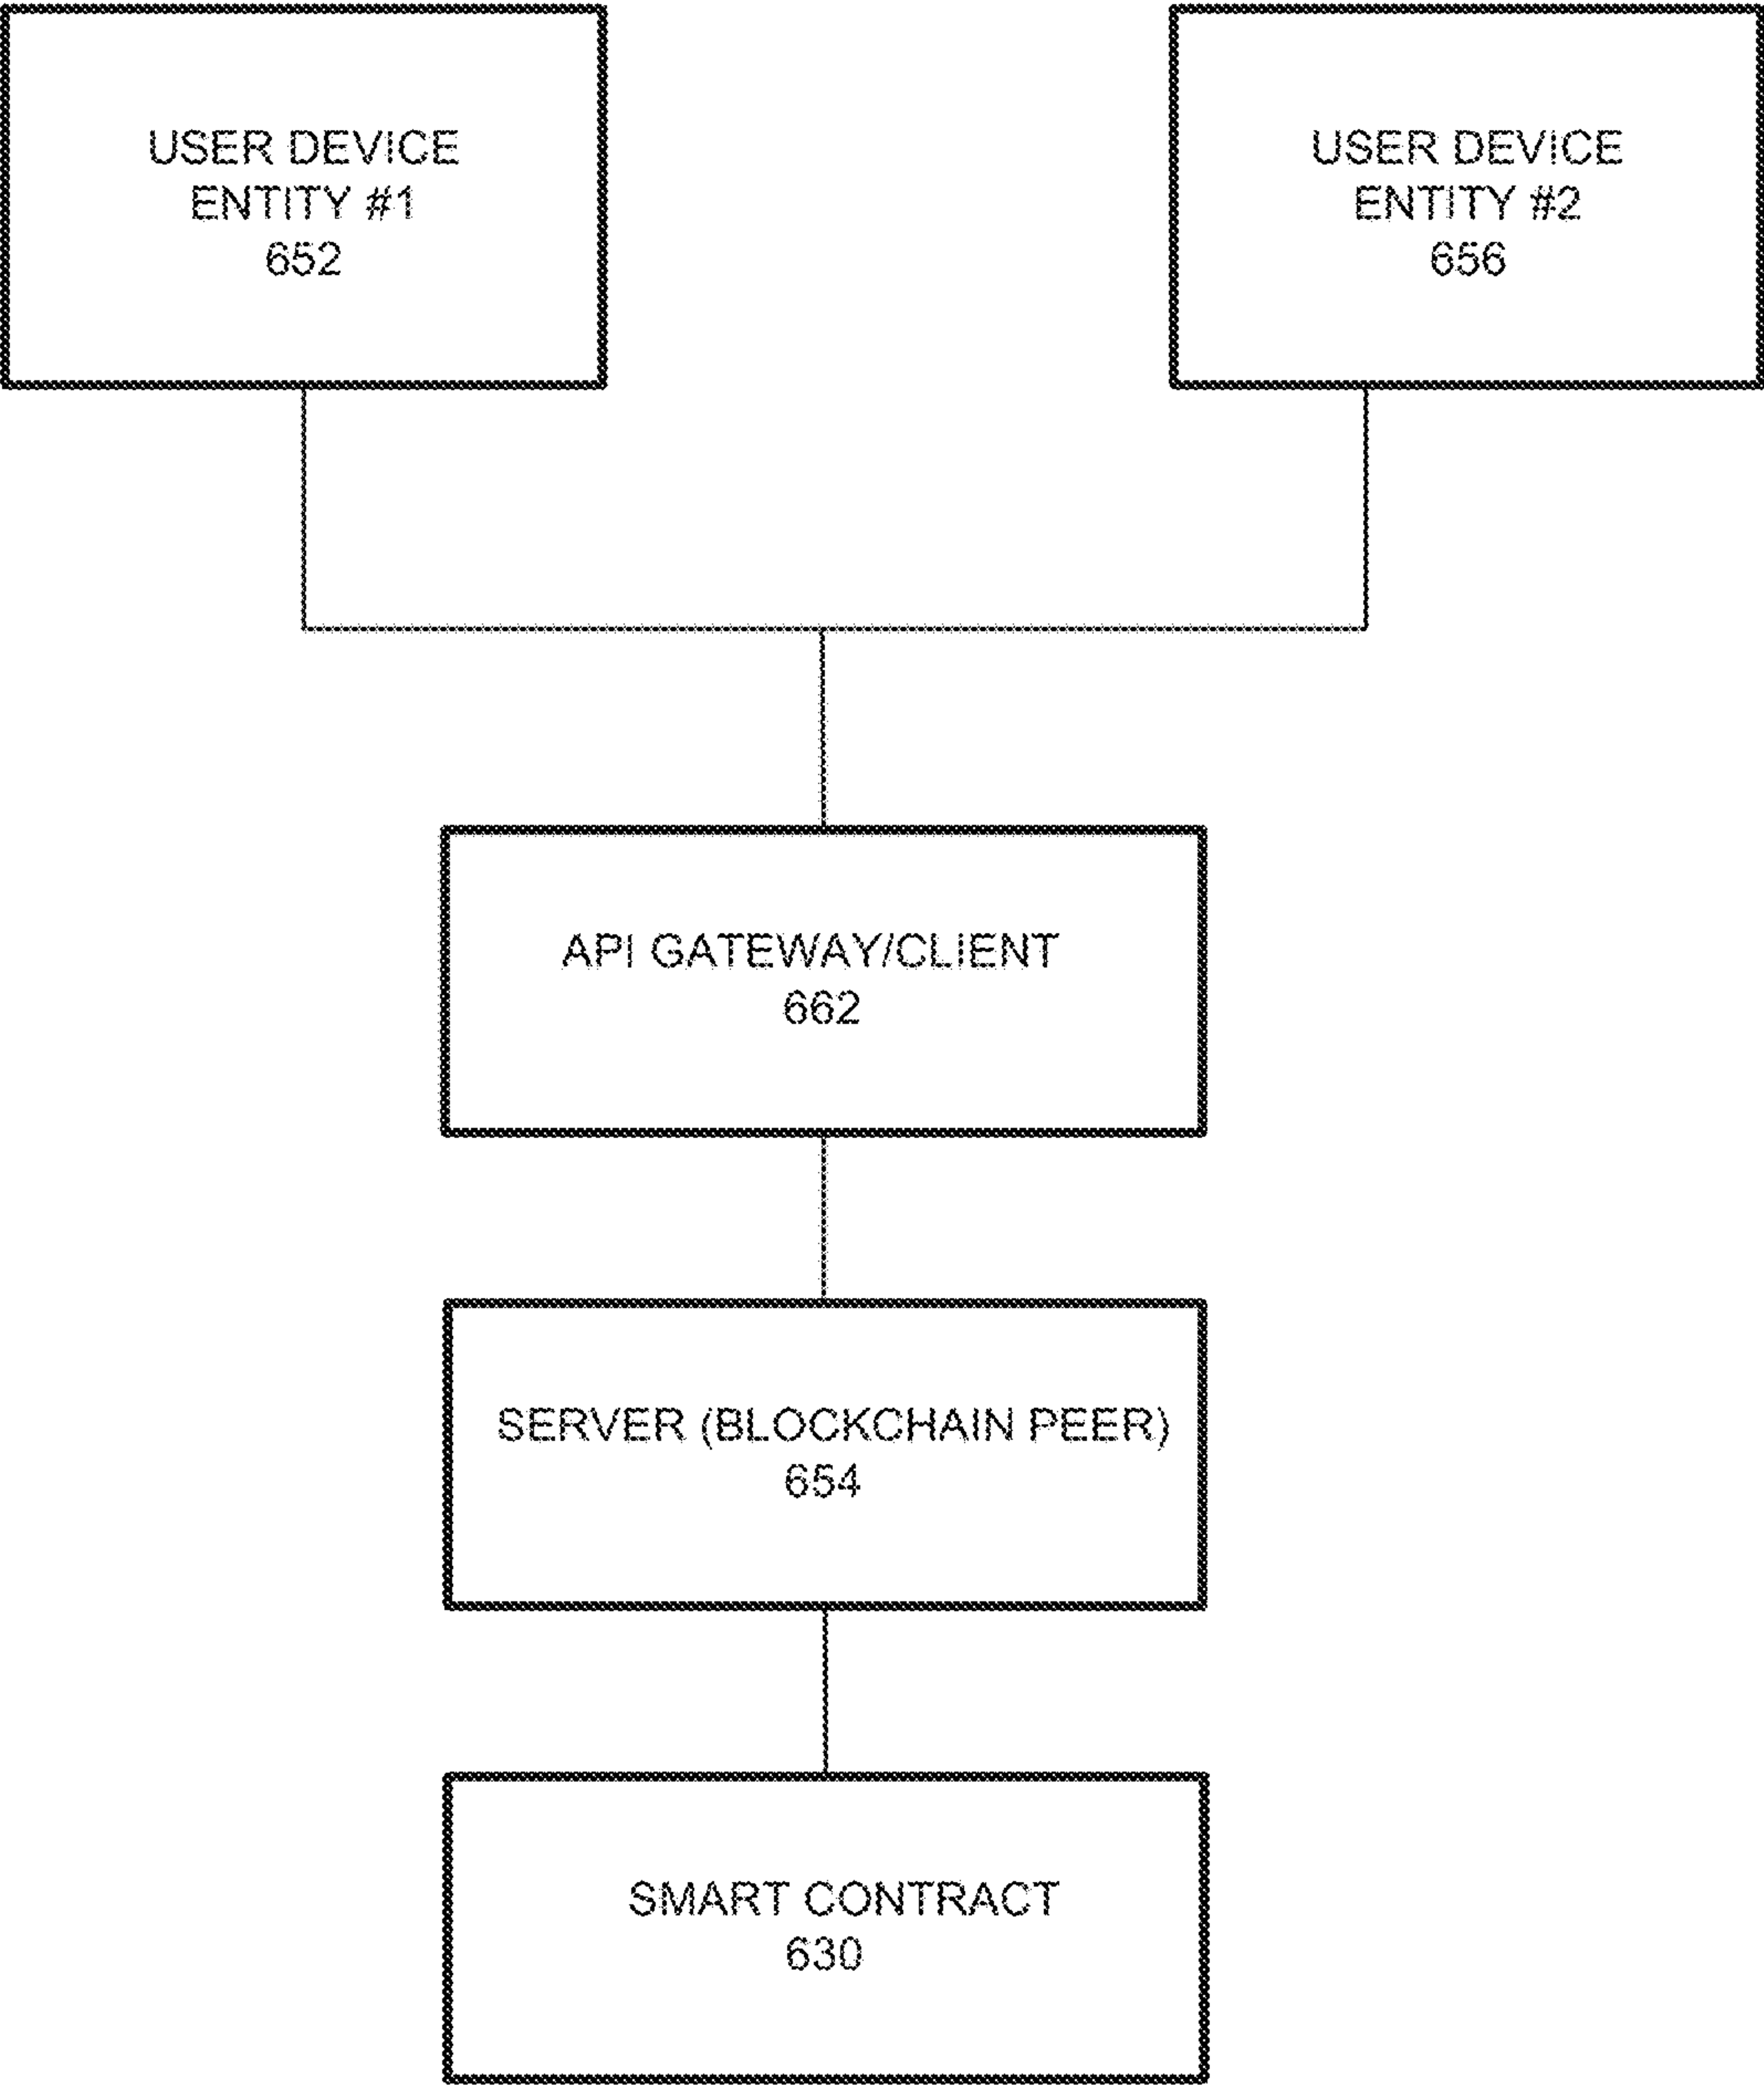 USER DEVICE
ENTITY #1
652
USER DEVICE
ENTITY #2
656
API GATEWAY/CLIENT
662
SERVER (BLOCKCHAIN PEER)
654
SMART CONTRACT
630